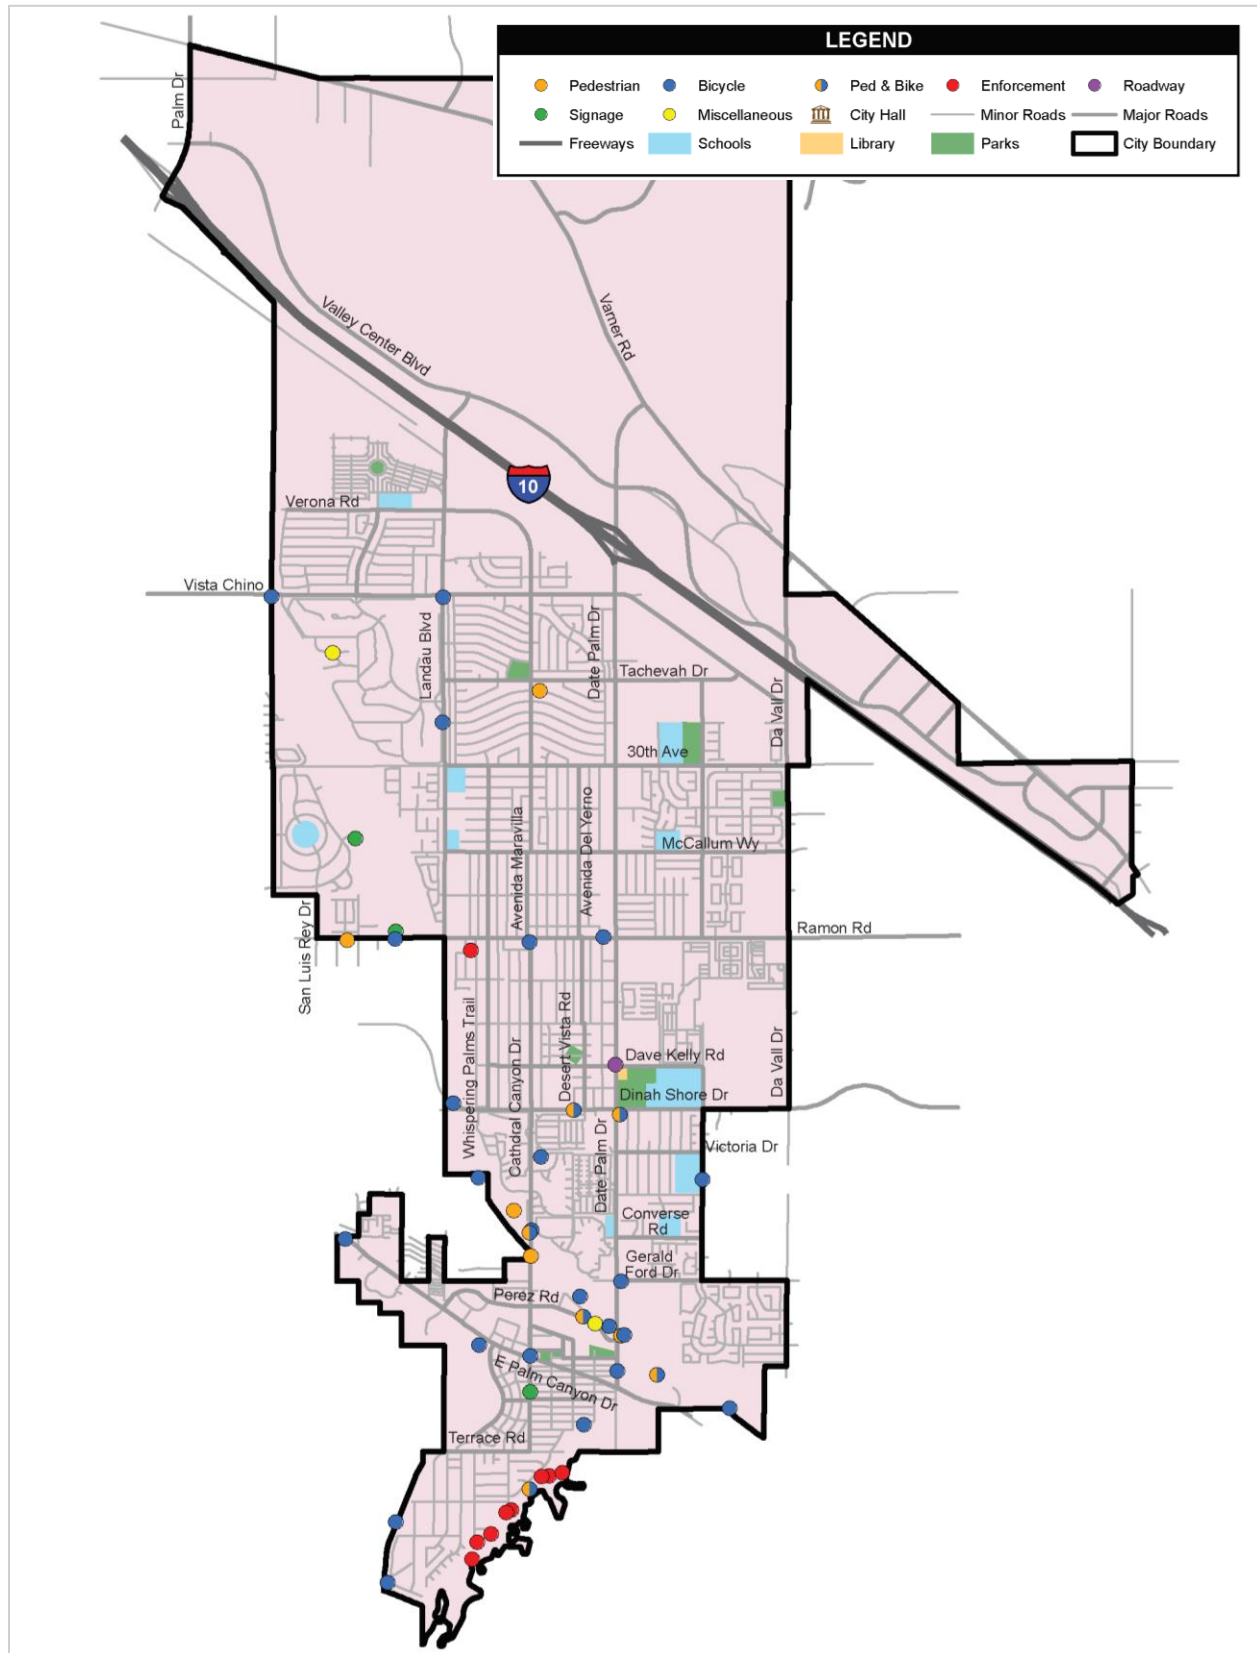 LEGEND
Pedestrian
Bicycle
Ped & Bike
Enforcement
Roadway
Signage
Miscellaneous
City Hall
Minor Roads
Major Roads
Freeways
Schools
Library
Parks
City Boundary
Palm Dr
Valley Center Blvd
Varner Rd
10
Verona Rd
Vista Chino
Landau Blvd
Date Palm Dr
Tachevah Dr
Da Vall Dr
30th Ave
Avenida Maravilla
Avenida Del Yerno
McCallum Wy
San Luis Rey Dr
Ramon Rd
Whispering Palms Trail
Cathdral Canyon Dr
Desert Vista Rd
Dave Kelly Rd
Da Vall Dr
Dinah Shore Dr
Date Palm Dr
Victoria Dr
Converse
Rd
Gerald
Ford Dr
Perez Rd
E Palm Canyon Dr
Terrace Rd